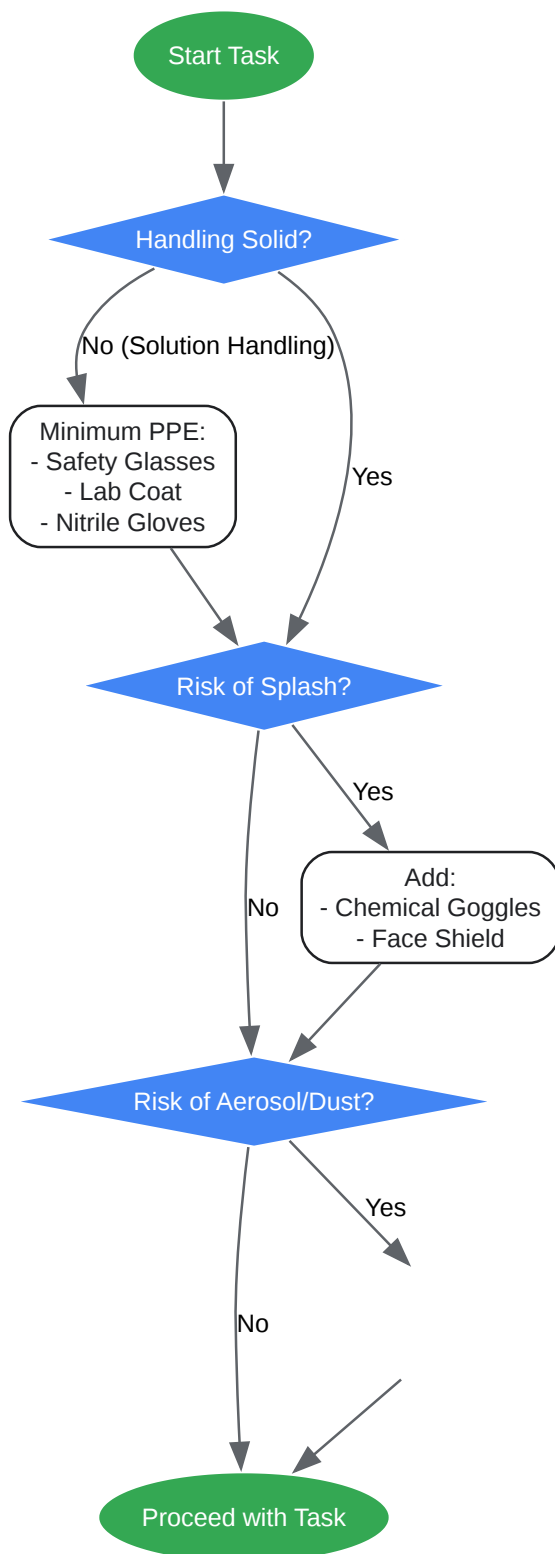 Start Task
Handling Solid?
No (Solution Handling)
Minimum PPE:
- Safety Glasses
- Lab Coat
- Nitrile Gloves
Yes
Risk of Splash?
Yes
Add:
- Chemical Goggles
- Face Shield
No
Risk of Aerosol/Dust?
Yes
No
Proceed with Task